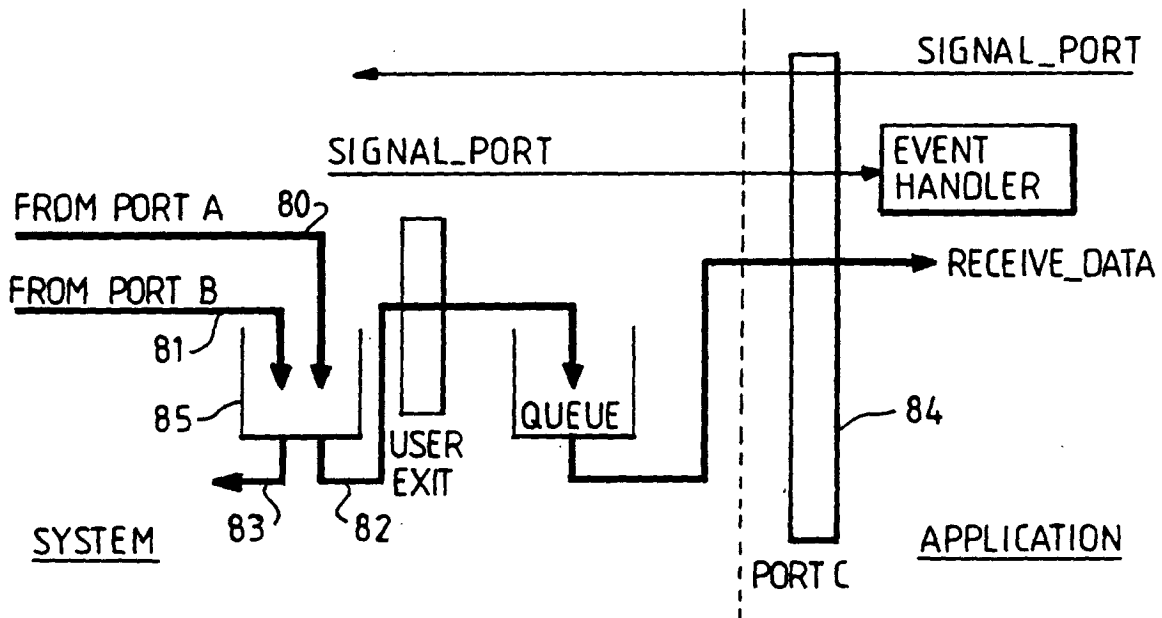 SIGNAL_PORT
SIGNAL_PORT
EVENT
HANDLER
FROM PORT A
80
RECEIVE_DATA
FROM PORT B
81
85
QUEUE
84
USER
EXIT
83
82
SYSTEM
APPLICATION
PORT C